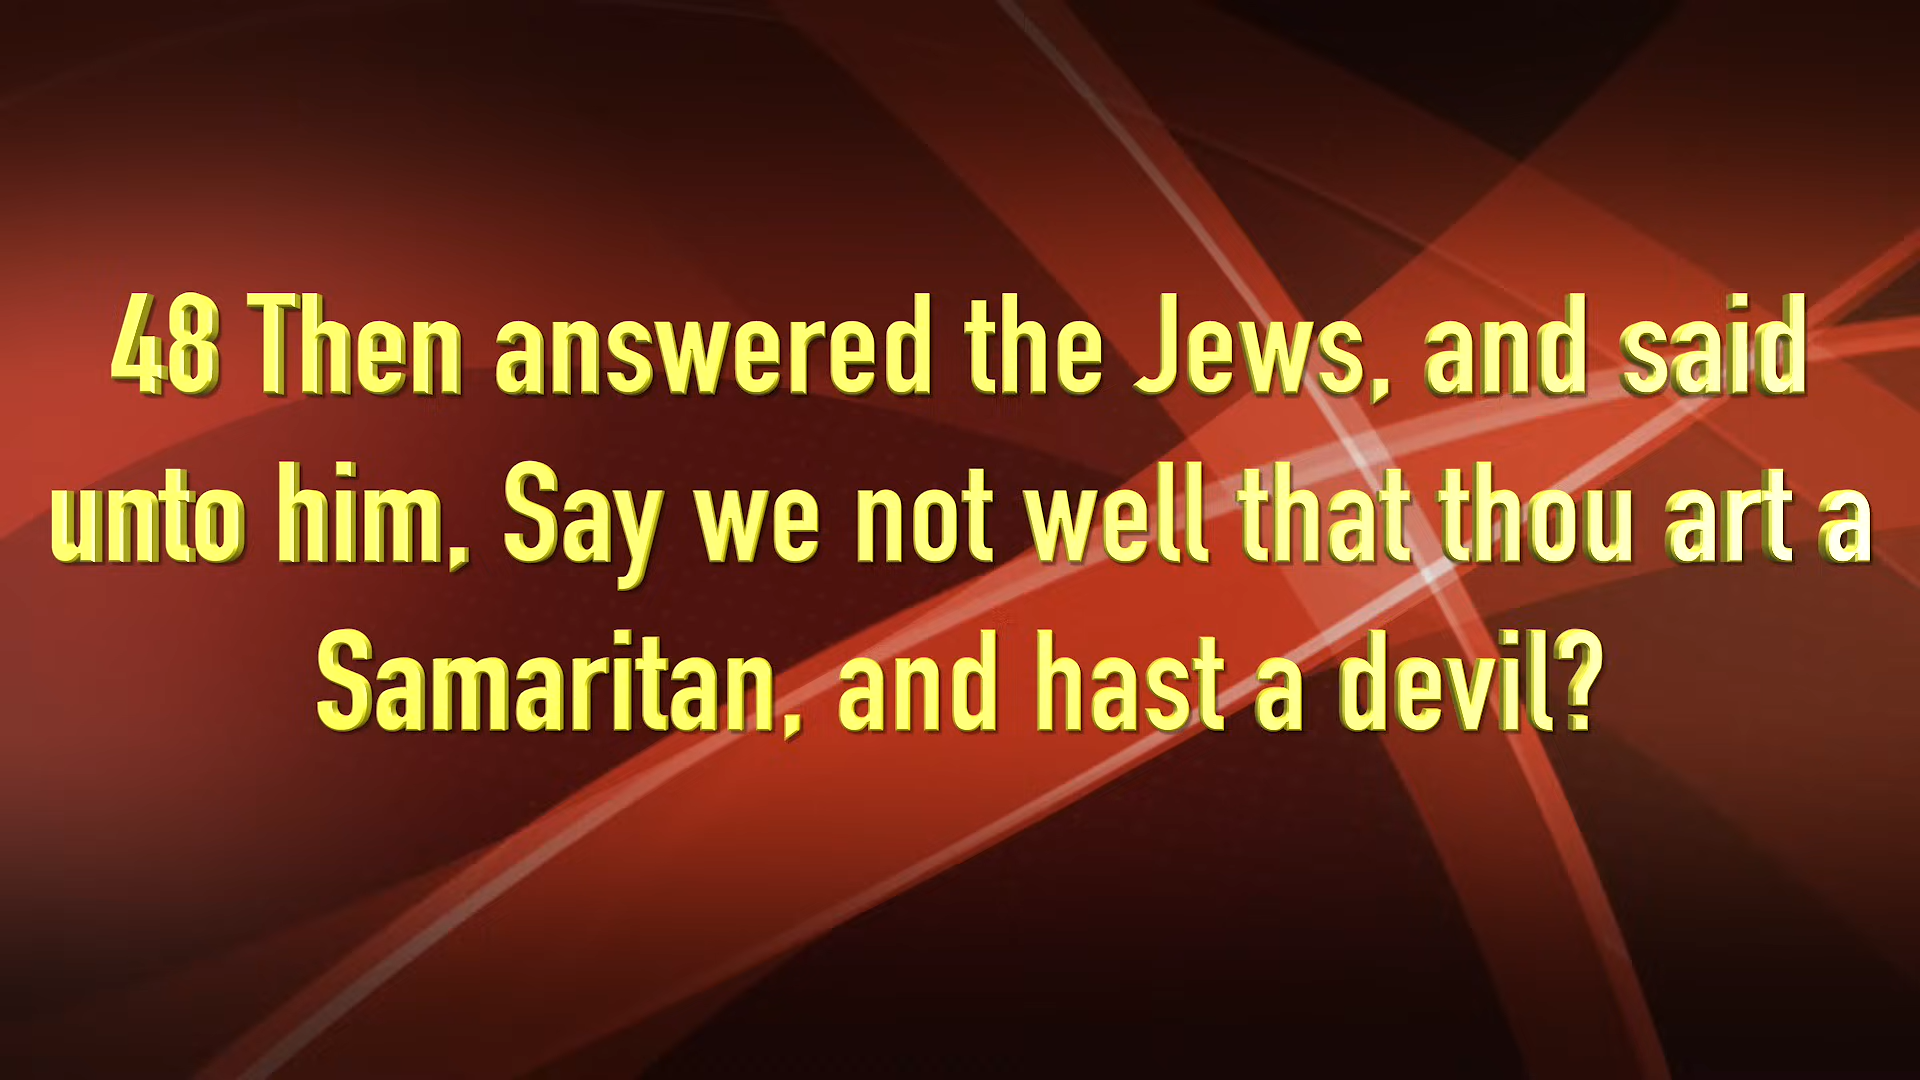 48 Then answered the Jews, and said
unto him, Say we not well that thou art a
Samaritan, and hast a devil?